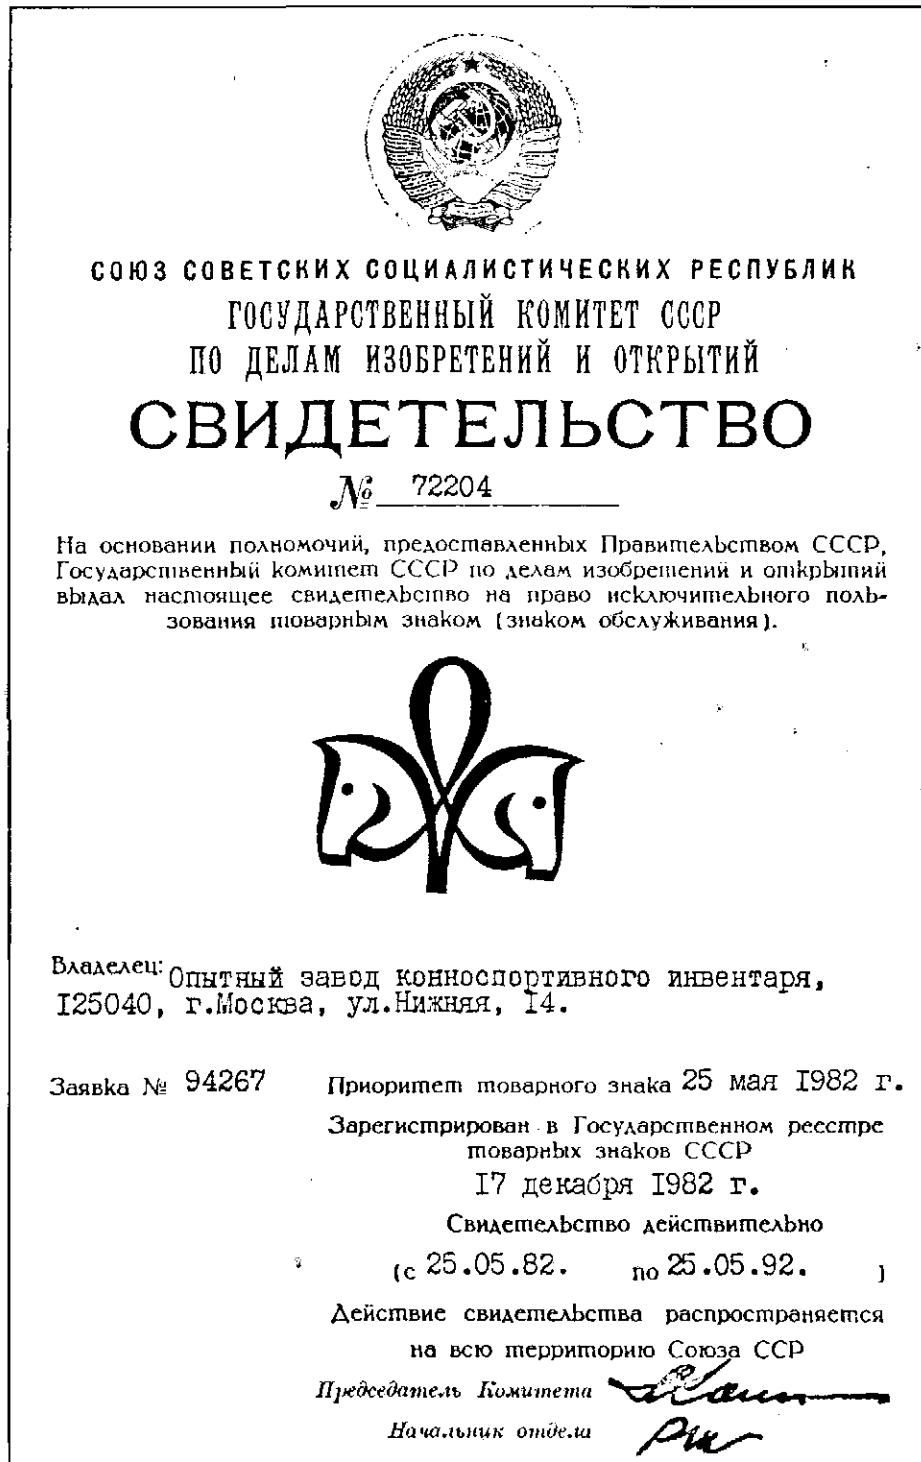 СОЮЗ СОВЕТСКИХ СОЦИАЛИСТИЧЕСКИХ РЕСПУБЛИК
ГОСУДАРСТВЕННЫЙ КОМИТЕТ СССР
ПО ДЕЛАМ ИЗОБРЕТЕНИЙ И ОТКРЫТИЙ
СВИДЕТЕЛЬСТВО
№ 72204
На основании полномочий, предоставленных Правительством СССР,
Государственный комитет СССР по делам изобретений и открытий
выдал настоящее свидетельство на право исключительного поль-
зования товарным знаком (знаком обслуживания).
Владелец: Опытный завод конноспортивного инвентаря,
I25040, г.Москва, ул.Нижняя, I4.
Заявка № 94267
Приоритет товарного знака 25 мая I982 г.
Зарегистрирован в Государственном реестре
товарных знаков СССР
I7 декабря I982 г.
Свидетельство действительно
(с 25.05.82. по 25.05.92. )
Действие свидетельства распространяется
на всю территорию Союза ССР
Председатель Комитета
Начальник отдела